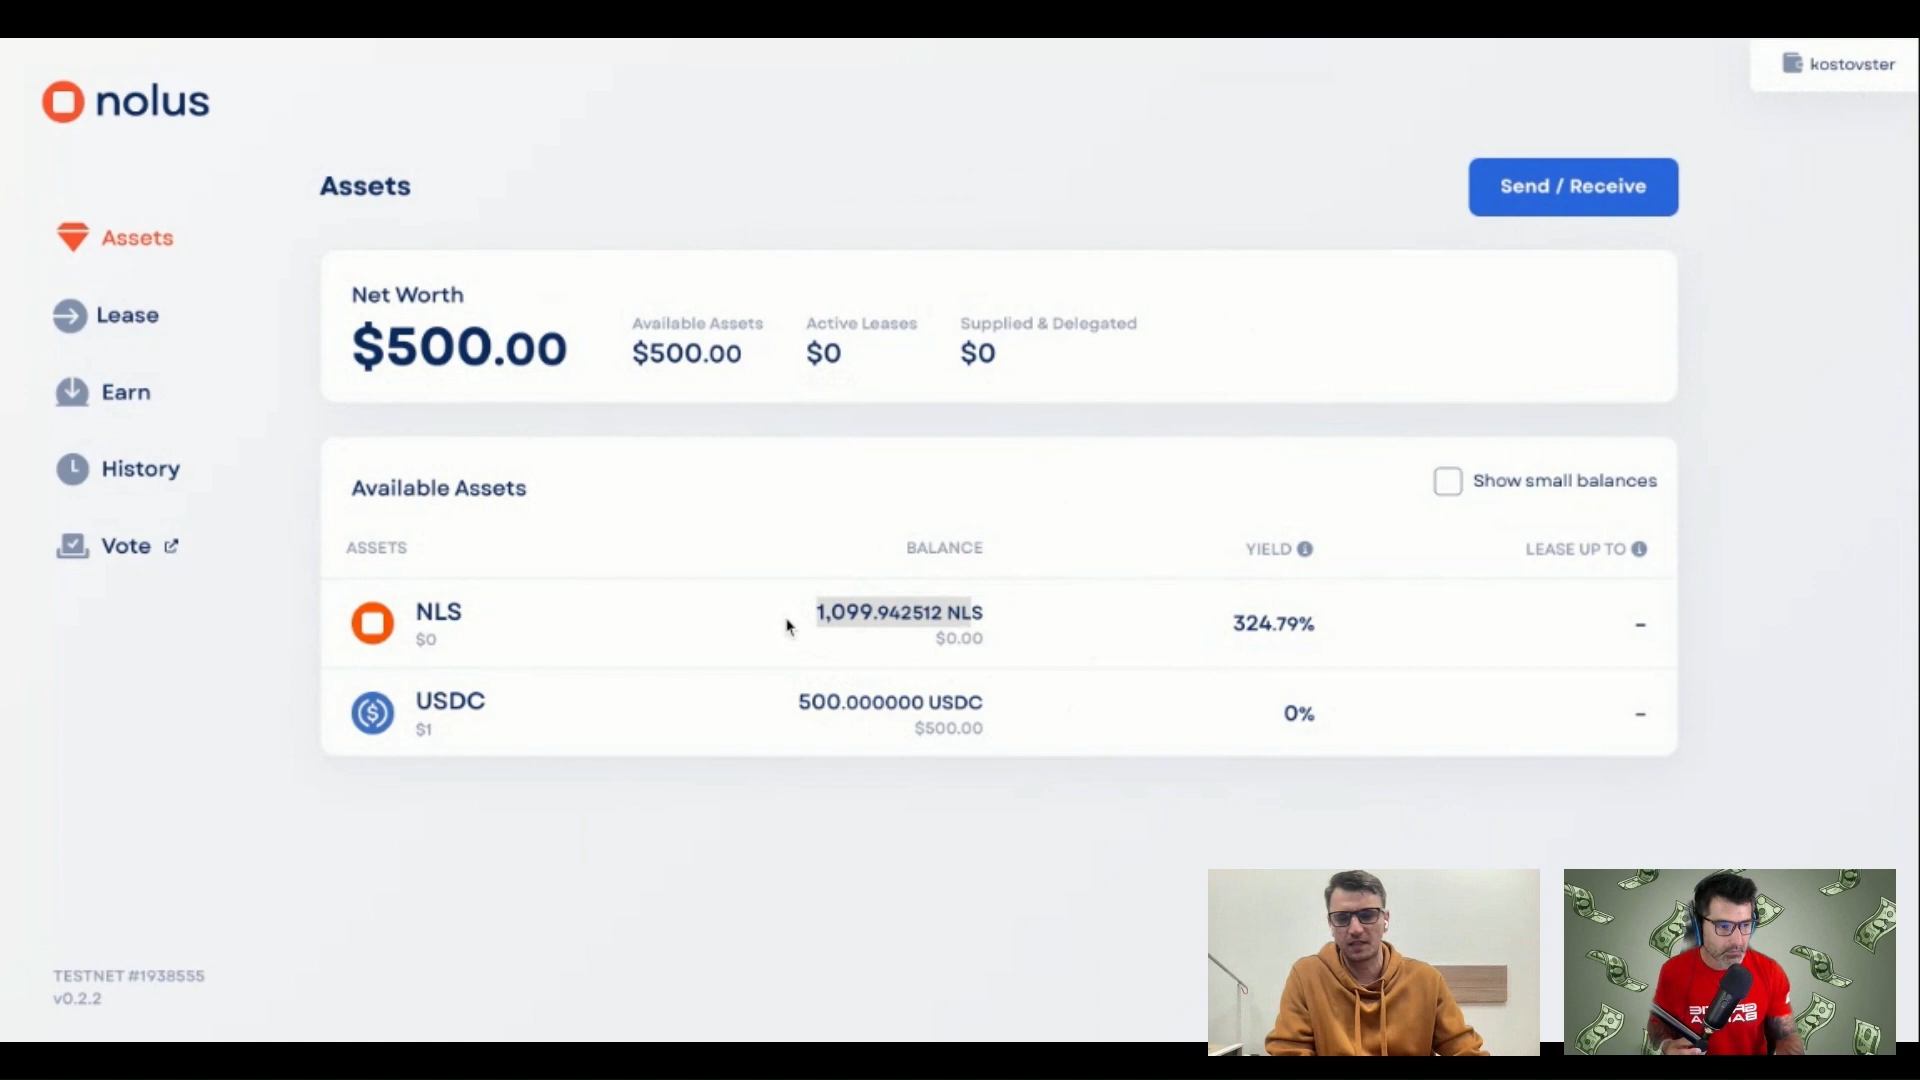 nolus
kostovster
Assets
Send / Receive
Assets
Lease
Earn
History
Vote
Net Worth
$500.00
Available Assets
$500.00
Active Leases
$0
Supplied & Delegated
$0
Available Assets
Show small balances
ASSETS BALANCE YIELD LEASE UP TO
NLS 1,099.942512 NLS 324.79% –
$0 $0.00
USDC 500.000000 USDC 0% –
$1 $500.00
TESTNET #1938555
v0.2.2